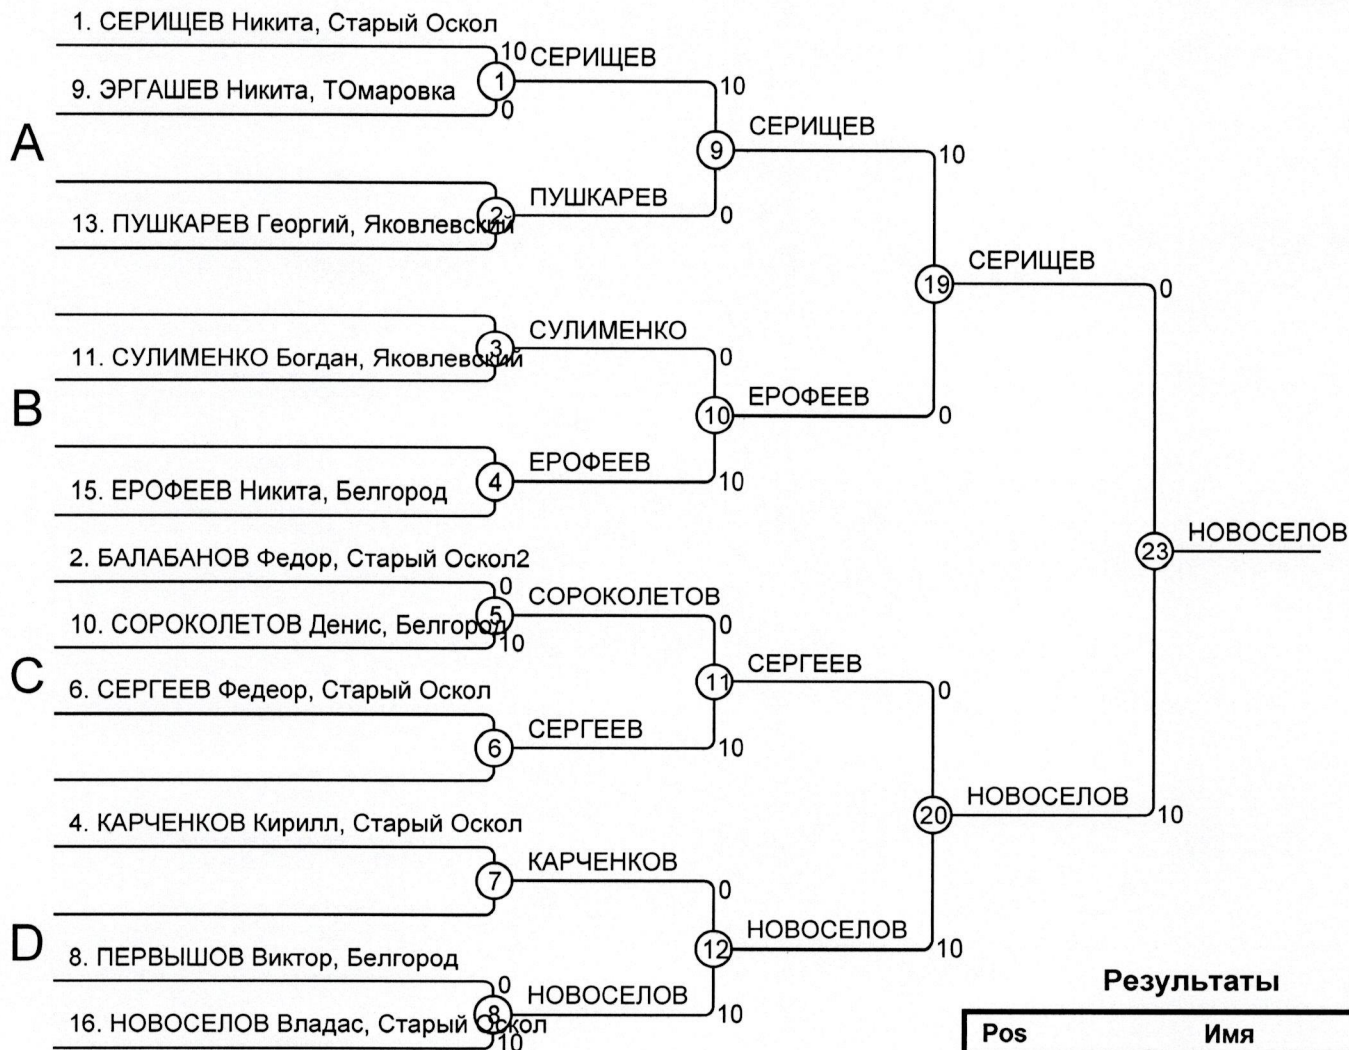 1. СЕРИЩЕВ Никита, Старый Оскол
10
СЕРИЩЕВ
1
10
9. ЭРГАШЕВ Никита, ТОмаровка
0
A
СЕРИЩЕВ
9
10
ПУШКАРЕВ
2
0
13. ПУШКАРЕВ Георгий, Яковлевский
СЕРИЩЕВ
19
0
СУЛИМЕНКО
3
0
11. СУЛИМЕНКО Богдан, Яковлевский
B
ЕРОФЕЕВ
10
0
ЕРОФЕЕВ
4
10
15. ЕРОФЕЕВ Никита, Белгород
НОВОСЕЛОВ
23
2. БАЛАБАНОВ Федор, Старый Оскол2
0
СОРОКОЛЕТОВ
5
0
10. СОРОКОЛЕТОВ Денис, Белгород
10
C
СЕРГЕЕВ
11
0
6. СЕРГЕЕВ Федеор, Старый Оскол
СЕРГЕЕВ
6
10
НОВОСЕЛОВ
20
10
4. КАРЧЕНКОВ Кирилл, Старый Оскол
КАРЧЕНКОВ
7
0
D
НОВОСЕЛОВ
12
10
8. ПЕРВЫШОВ Виктор, Белгород
0
НОВОСЕЛОВ
8
10
16. НОВОСЕЛОВ Владас, Старый Оскол
10
Результаты
Pos Имя